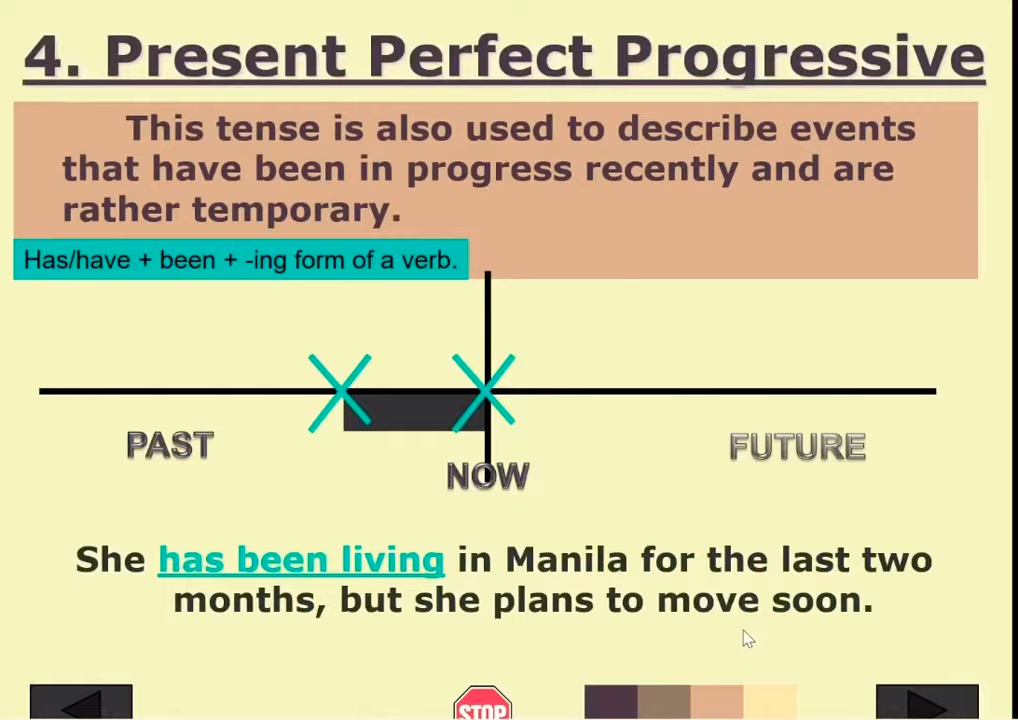 4. Present Perfect Progressive
This tense is also used to describe events
that have been in progress recently and are
rather temporary.
Has/have + been + -ing form of a verb.
PAST
NOW
FUTURE
She has been living in Manila for the last two
months, but she plans to move soon.
STOP